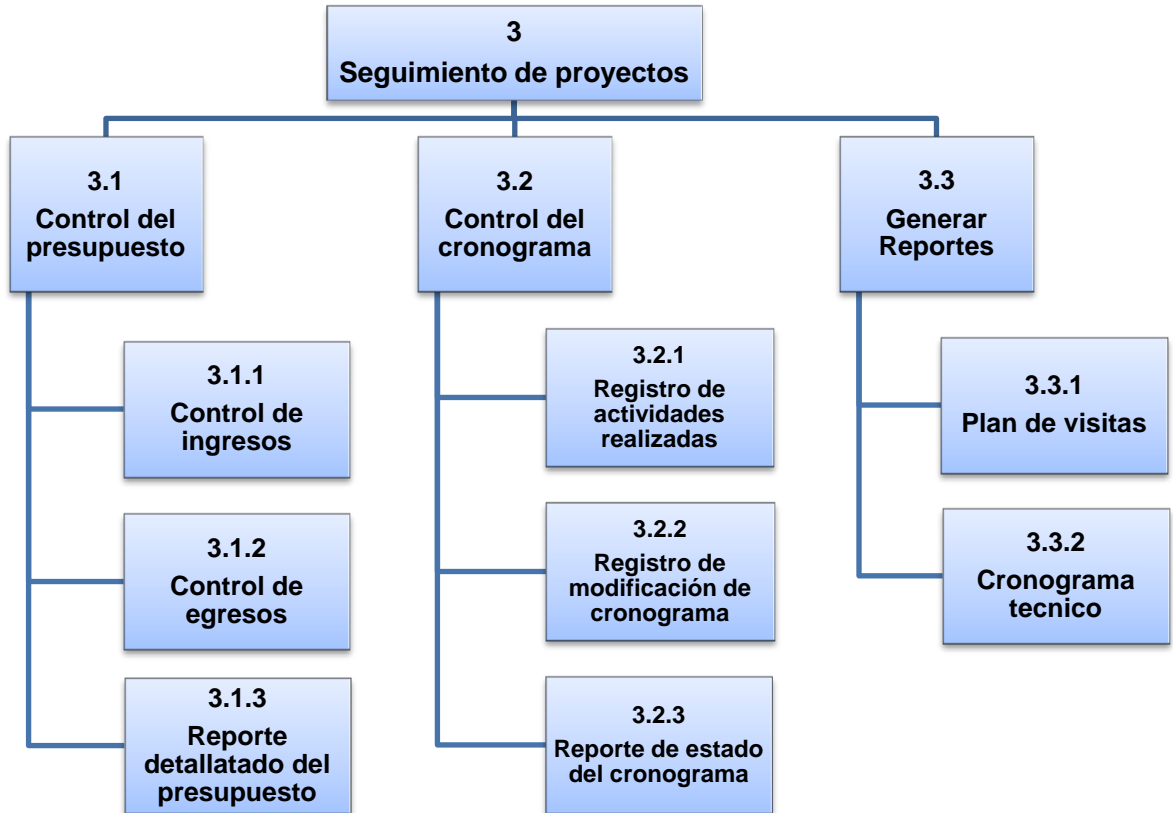 3
Seguimiento de proyectos
3.1
Control del
presupuesto
3.1.1
Control de
ingresos
3.1.2
Control de
egresos
3.1.3
Reporte
detallatado del
presupuesto
3.2
Control del
cronograma
3.2.1
Registro de
actividades
realizadas
3.2.2
Registro de
modificación de
cronograma
3.2.3
Reporte de estado
del cronograma
3.3
Generar
Reportes
3.3.1
Plan de visitas
3.3.2
Cronograma
tecnico